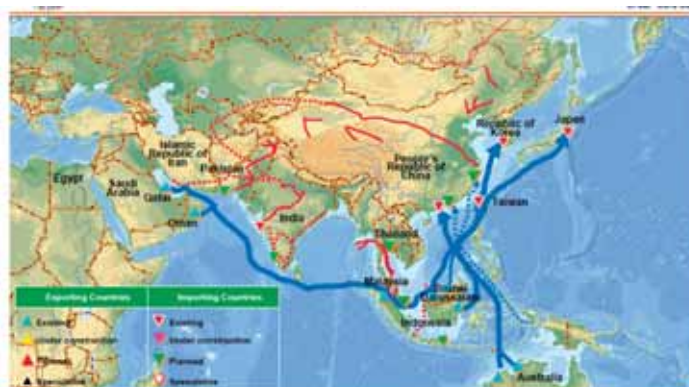 Japan
Republic of
Korea
Islamic
Republic of
Iran
Pakistan
People's
Republic of
China
Egypt
Saudi
Arabia
Qatar
Oman
India
Taiwan
Thailand
Malaysia
Brunei
Darussalam
Indonesia
Australia
Exporting Countries
Importing Countries
Existing
Existing
Under construction
Under construction
Planned
Planned
Speculative
Speculative